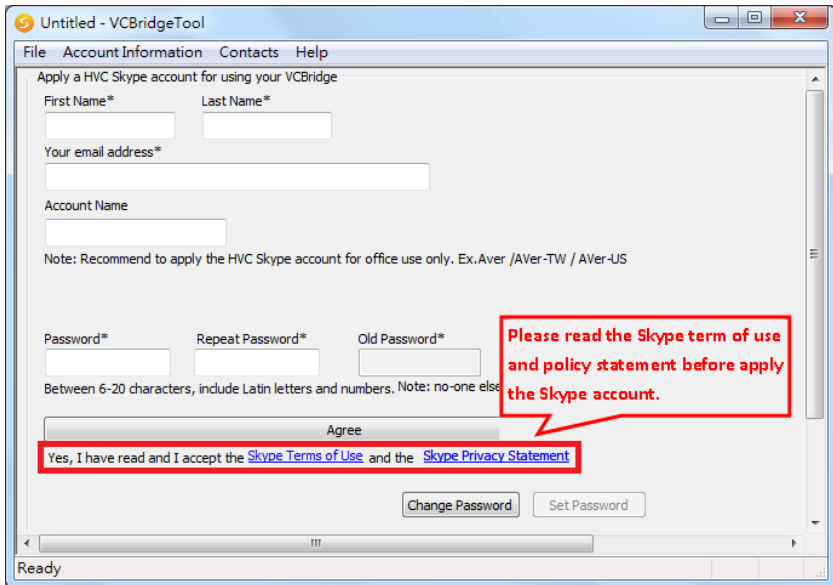 Untitled - VCBridgeTool
File Account Information Contacts Help
Apply a HVC Skype account for using your VCBridge
First Name* Last Name*
Your email address*
Account Name
Note: Recommend to apply the HVC Skype account for office use only. Ex.Aver /AVer-TW / AVer-US
Password* Repeat Password* Old Password*
Between 6-20 characters, include Latin letters and numbers. Note: no-one else
Please read the Skype term of use
and policy statement before apply
the Skype account.
Agree
Yes, I have read and I accept the Skype Terms of Use and the Skype Privacy Statement
Change Password Set Password
Ready